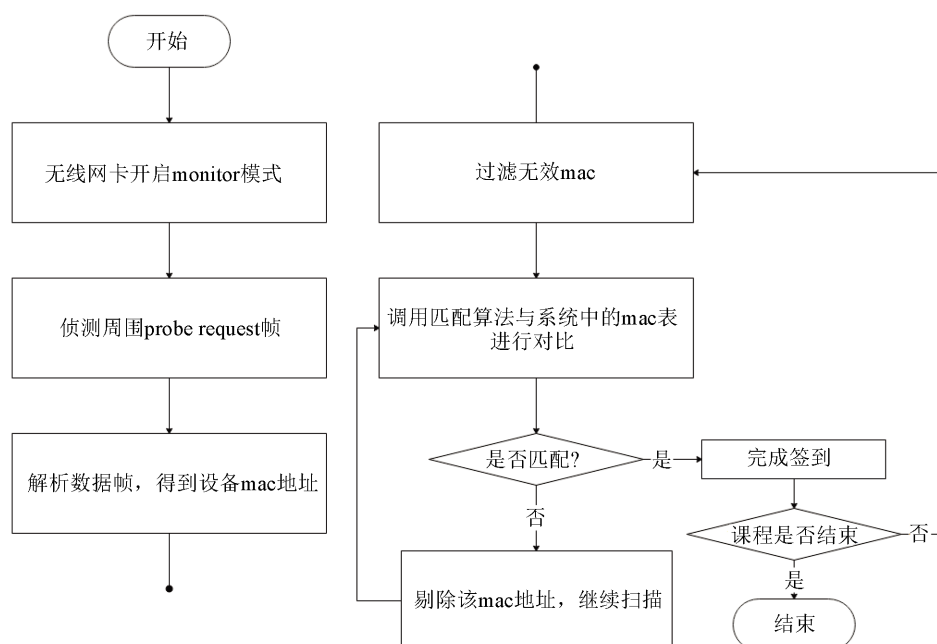 开始
无线网卡开启monitor模式
侦测周围probe request帧
解析数据帧，得到设备mac地址
过滤无效mac
调用匹配算法与系统中的mac表
进行对比
是否匹配?
是
完成签到
否
课程是否结束
否
是
剔除该mac地址，继续扫描
结束